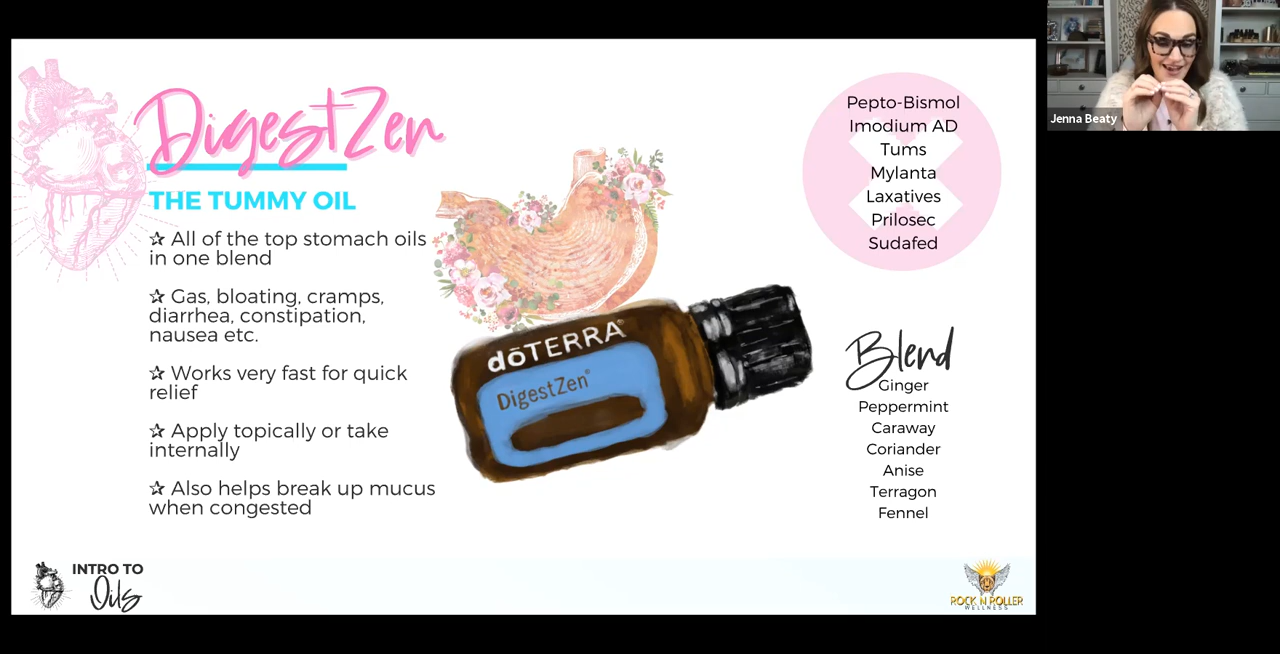 DigestZen
THE TUMMY OIL
✰ All of the top stomach oils
in one blend
✰ Gas, bloating, cramps,
diarrhea, constipation,
nausea etc.
✰ Works very fast for quick
relief
✰ Apply topically or take
internally
✰ Also helps break up mucus
when congested
dōTERRA®
DigestZen®
Pepto-Bismol
Imodium AD
Tums
Mylanta
Laxatives
Prilosec
Sudafed
Blend
Ginger
Peppermint
Caraway
Coriander
Anise
Terragon
Fennel
INTRO TO
Oils
ROCK N ROLLER
WELLNESS
Jenna Beaty